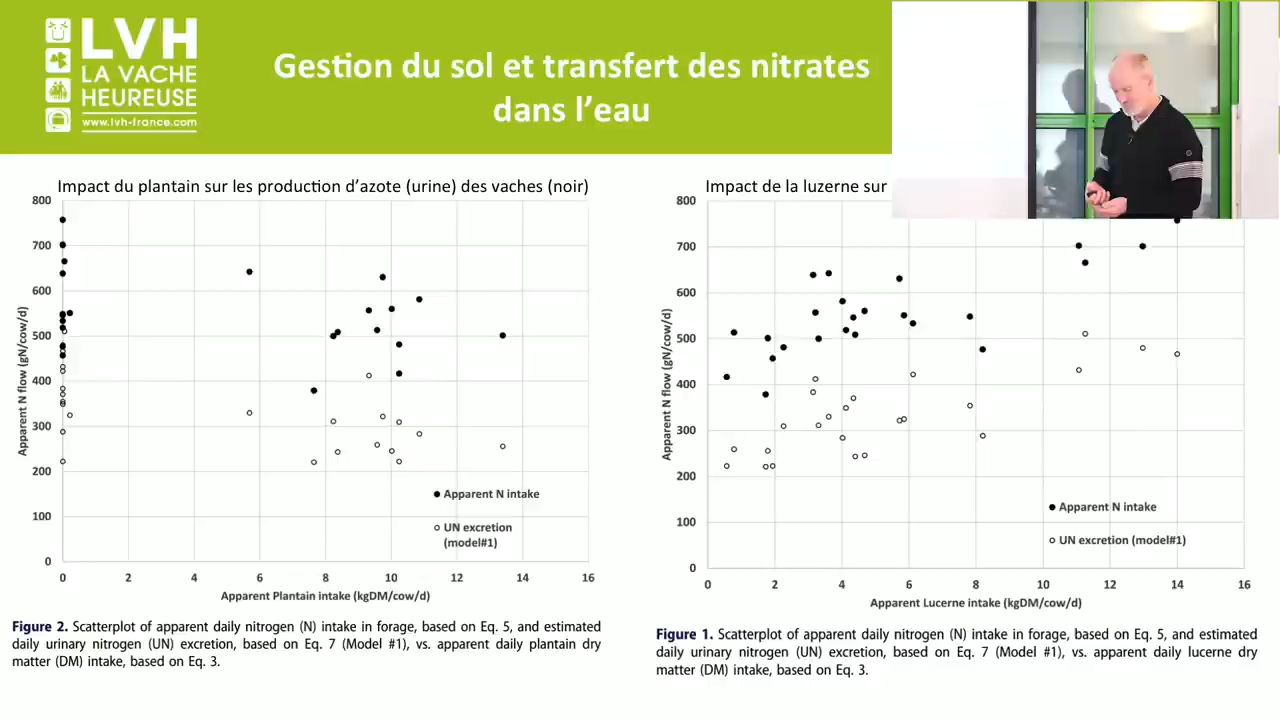 LVH
LA VACHE
HEUREUSE
www.lvh-france.com
Gestion du sol et transfert des nitrates
dans l'eau
Impact du plantain sur les production d'azote (urine) des vaches (noir)
800
700
600
500
400
300
200
100
0
0 2 4 6 8 10 12 14 16
Apparent N flow (gN/cow/d)
Apparent N intake
UN excretion
(model#1)
Apparent Plantain intake (kgDM/cow/d)
Figure 2. Scatterplot of apparent daily nitrogen (N) intake in forage, based on Eq. 5, and estimated
daily urinary nitrogen (UN) excretion, based on Eq. 7 (Model #1), vs. apparent daily plantain dry
matter (DM) intake, based on Eq. 3.
Impact de la luzerne sur
800
700
600
500
400
300
200
100
0
0 2 4 6 8 10 12 14 16
Apparent N flow (gN/cow/d)
Apparent N intake
UN excretion (model#1)
Apparent Lucerne intake (kgDM/cow/d)
Figure 1. Scatterplot of apparent daily nitrogen (N) intake in forage, based on Eq. 5, and estimated
daily urinary nitrogen (UN) excretion, based on Eq. 7 (Model #1), vs. apparent daily lucerne dry
matter (DM) intake, based on Eq. 3.